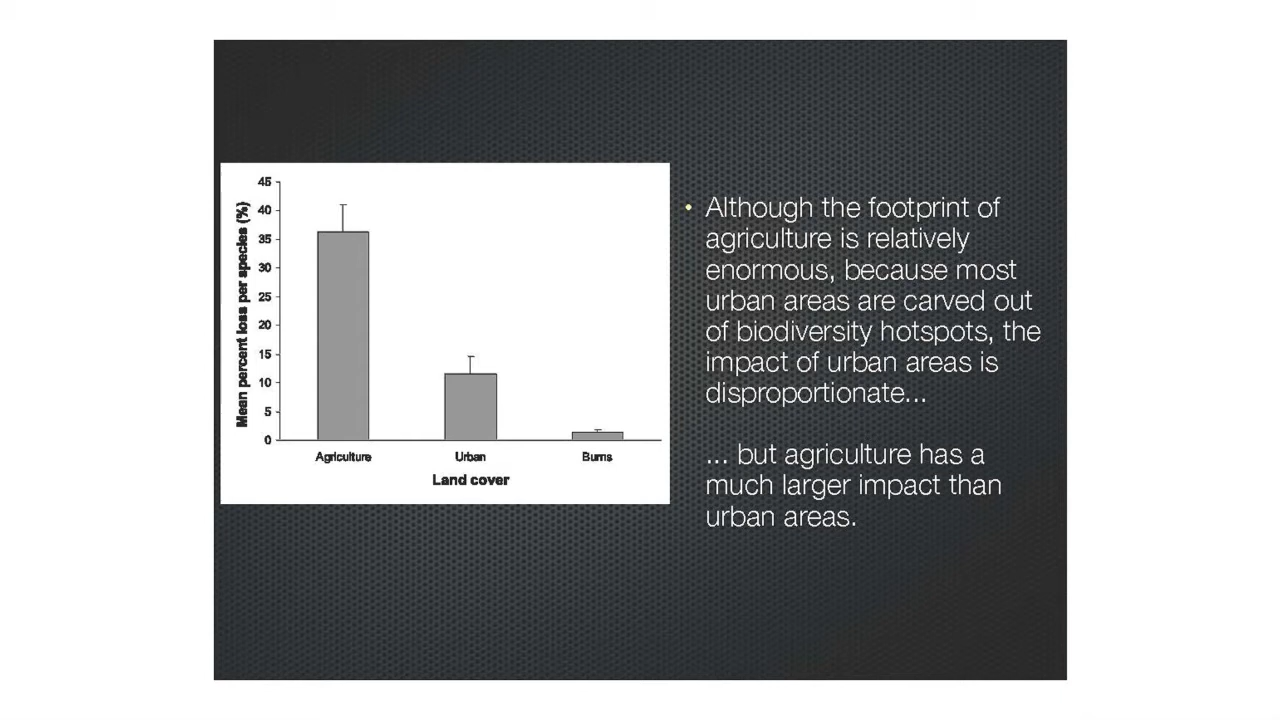 45
40
35
30
25
20
15
10
5
0
Mean percent loss per species (%)
Agriculture
Urban
Burns
Land cover
• Although the footprint of
agriculture is relatively
enormous, because most
urban areas are carved out
of biodiversity hotspots, the
impact of urban areas is
disproportionate...
... but agriculture has a
much larger impact than
urban areas.